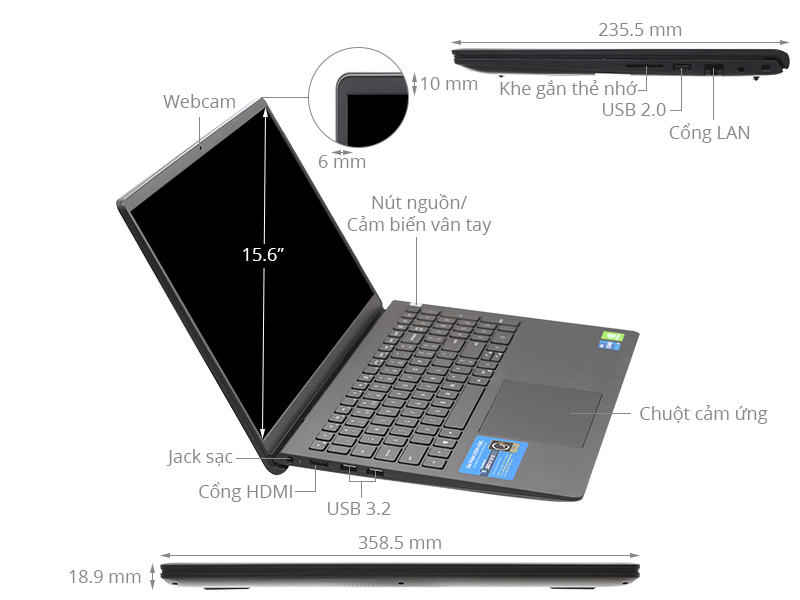 235.5 mm
10 mm
Khe gắn thẻ nhớ
Webcam
USB 2.0
Cổng LAN
6 mm
Nút nguồn/
Cảm biến vân tay
15.6”
Chuột cảm ứng
Jack sạc
Cổng HDMI
USB 3.2
358.5 mm
18.9 mm